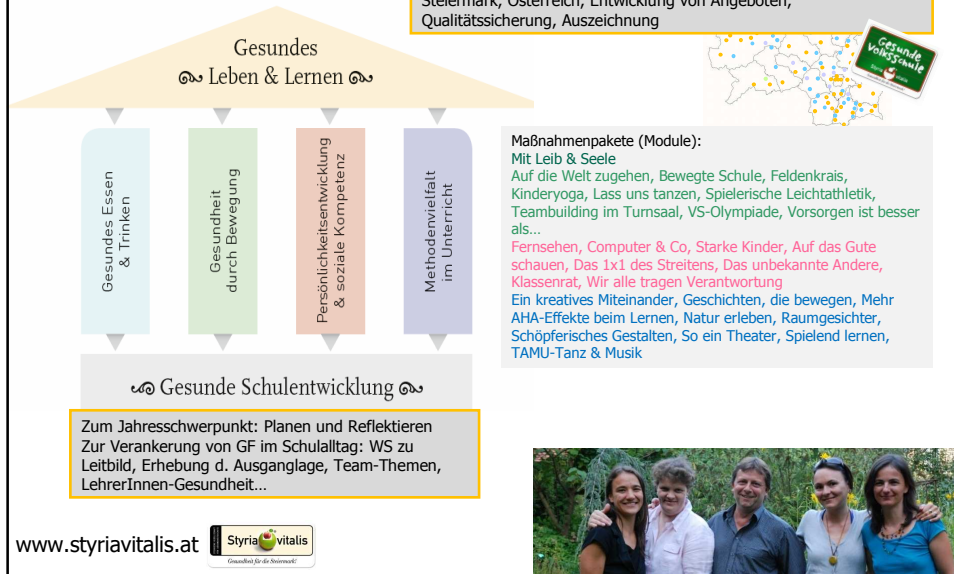 Steiermark, Österreich, Entwicklung von Angeboten,
Qualitätssicherung, Auszeichnung
Gesunde
VolksSchule
Styria vitalis
Gesundes
Leben & Lernen
Gesundes Essen
& Trinken
Gesundheit
durch Bewegung
Persönlichkeitsentwicklung
& soziale Kompetenz
Methodenvielfalt
im Unterricht
Maßnahmenpakete (Module):
Mit Leib & Seele
Auf die Welt zugehen, Bewegte Schule, Feldenkrais,
Kinderyoga, Lass uns tanzen, Spielerische Leichtathletik,
Teambuilding im Turnsaal, VS-Olympiade, Vorsorgen ist besser
als…
Fernsehen, Computer & Co, Starke Kinder, Auf das Gute
schauen, Das 1x1 des Streitens, Das unbekannte Andere,
Klassenrat, Wir alle tragen Verantwortung
Ein kreatives Miteinander, Geschichten, die bewegen, Mehr
AHA-Effekte beim Lernen, Natur erleben, Raumgesichter,
Schöpferisches Gestalten, So ein Theater, Spielend lernen,
TAMU-Tanz & Musik
Gesunde Schulentwicklung
Zum Jahresschwerpunkt: Planen und Reflektieren
Zur Verankerung von GF im Schulalltag: WS zu
Leitbild, Erhebung d. Ausganglage, Team-Themen,
LehrerInnen-Gesundheit…
www.styriavitalis.at
Styria vitalis
Gesundheit für die Steiermark!